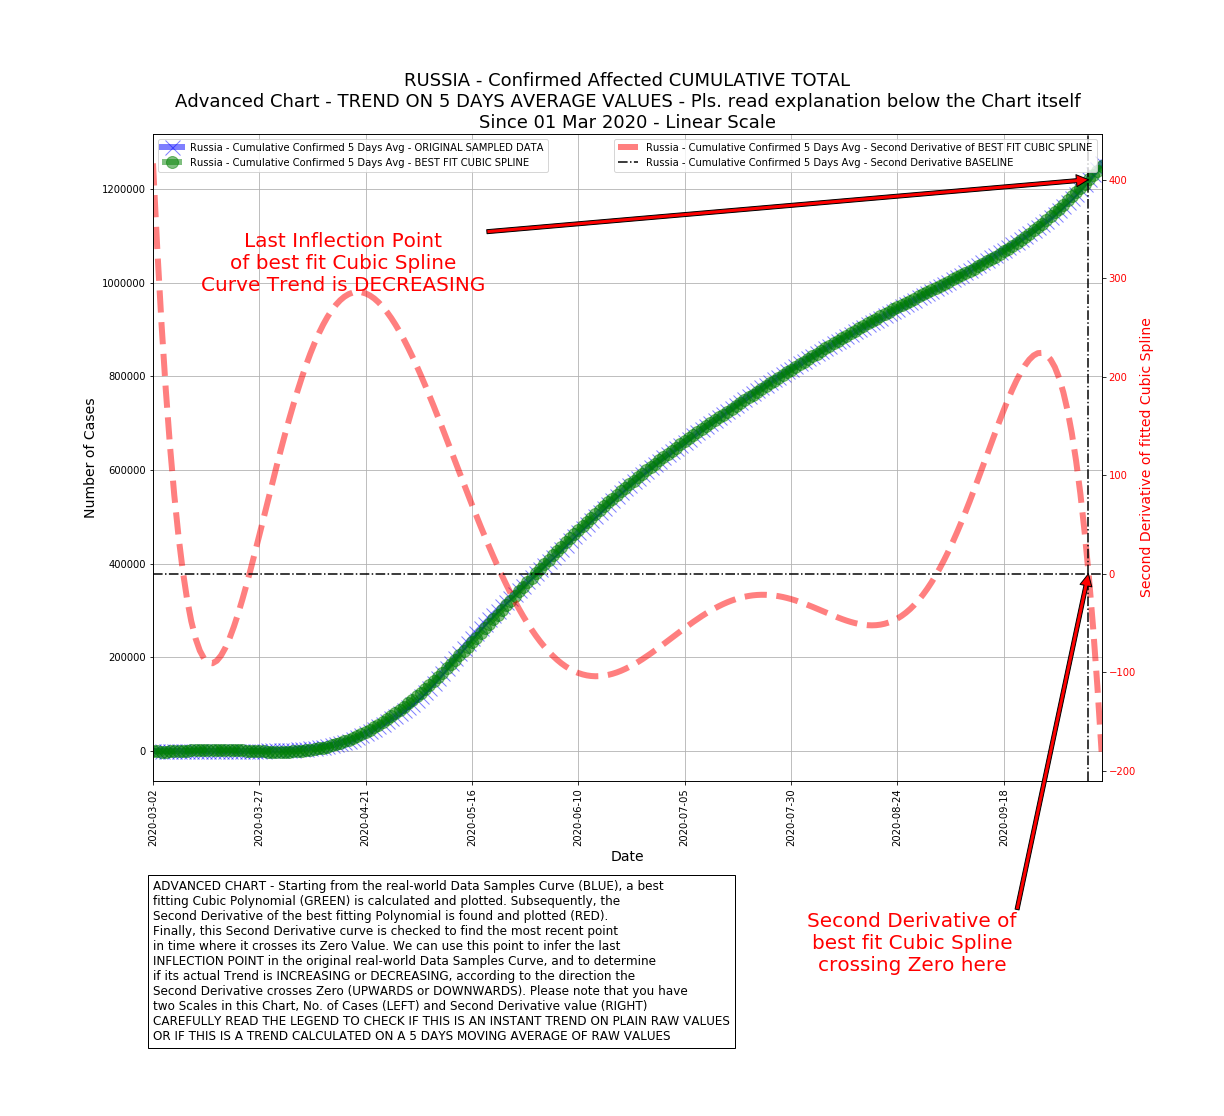 RUSSIA - Confirmed Affected CUMULATIVE TOTAL
Advanced Chart - TREND ON 5 DAYS AVERAGE VALUES - Pls. read explanation below the Chart itself
Since 01 Mar 2020 - Linear Scale
Russia - Cumulative Confirmed 5 Days Avg - ORIGINAL SAMPLED DATA
Russia - Cumulative Confirmed 5 Days Avg - BEST FIT CUBIC SPLINE
Russia - Cumulative Confirmed 5 Days Avg - Second Derivative of BEST FIT CUBIC SPLINE
Russia - Cumulative Confirmed 5 Days Avg - Second Derivative BASELINE
Last Inflection Point
of best fit Cubic Spline
Curve Trend is DECREASING
Number of Cases
1200000
1000000
800000
600000
400000
200000
0
Second Derivative of fitted Cubic Spline
400
300
200
100
0
−100
−200
2020-03-02
2020-03-27
2020-04-21
2020-05-16
2020-06-10
2020-07-05
2020-07-30
2020-08-24
2020-09-18
Date
ADVANCED CHART - Starting from the real-world Data Samples Curve (BLUE), a best
fitting Cubic Polynomial (GREEN) is calculated and plotted. Subsequently, the
Second Derivative of the best fitting Polynomial is found and plotted (RED).
Finally, this Second Derivative curve is checked to find the most recent point
in time where it crosses its Zero Value. We can use this point to infer the last
INFLECTION POINT in the original real-world Data Samples Curve, and to determine
if its actual Trend is INCREASING or DECREASING, according to the direction the
Second Derivative crosses Zero (UPWARDS or DOWNWARDS). Please note that you have
two Scales in this Chart, No. of Cases (LEFT) and Second Derivative value (RIGHT)
CAREFULLY READ THE LEGEND TO CHECK IF THIS IS AN INSTANT TREND ON PLAIN RAW VALUES
OR IF THIS IS A TREND CALCULATED ON A 5 DAYS MOVING AVERAGE OF RAW VALUES
Second Derivative of
best fit Cubic Spline
crossing Zero here